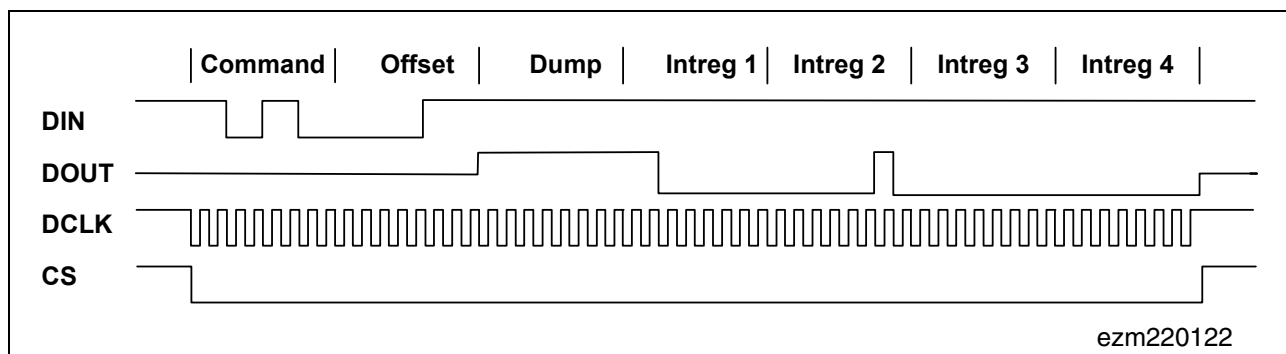 Command Offset Dump Intreg 1 Intreg 2 Intreg 3 Intreg 4
DIN
DOUT
DCLK
CS
ezm220122